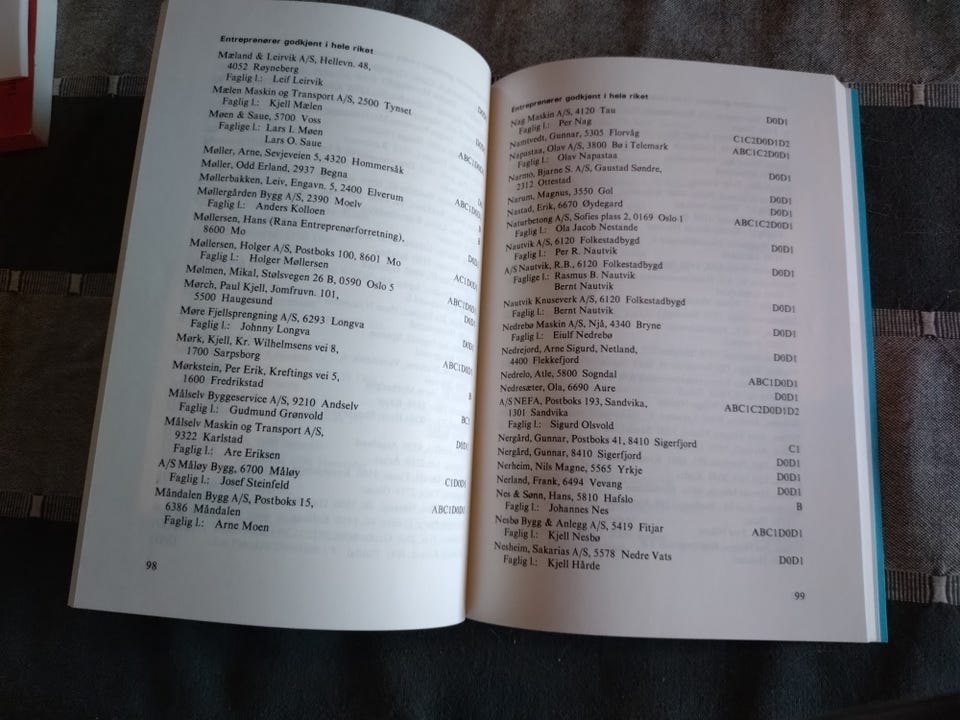 Entreprenører godkjent i hele riket
Mæland & Leirvik A/S, Hellevn. 48,
4052 Røyneberg
Faglig l.: Leif Leirvik
Mælen Maskin og Transport A/S, 2500 Tynset D0D1
Faglig l.: Kjell Mælen
Møen & Saue, 5700 Voss D0D1
Faglige l.: Lars I. Møen
Lars O. Saue
Møller, Arne, Sevjeveien 5, 4320 Hommersåk
Møller, Odd Erland, 2937 Begna
Møllerbakken, Leiv, Engavn. 5, 2400 Elverum
Møllergården Bygg A/S, 2390 Moelv
Faglig l.: Anders Kolloen
Møllersen, Hans (Rana Entreprenørforretning),
8600 Mo
Møllersen, Holger A/S, Postboks 100, 8601 Mo D0D1
Faglig l.: Holger Møllersen
Mølmen, Mikal, Stølsvegen 26 B, 0590 Oslo 5 AC1D0D1
Mørch, Paul Kjell, Jomfruvn. 101, ABC1D0D1
5500 Haugesund
Møre Fjellsprengning A/S, 6293 Longva D0D1
Faglig l.: Johnny Longva
Mørk, Kjell, Kr. Wilhelmsens vei 8, ABC1D0D1
1700 Sarpsborg
Mørkstein, Per Erik, Kreftings vei 5, B
1600 Fredrikstad
Målselv Byggeservice A/S, 9210 Andselv BC1
Faglig l.: Gudmund Grønvold
Målselv Maskin og Transport A/S, D0D1
9322 Karlstad
Faglig l.: Are Eriksen
A/S Måløy Bygg, 6700 Måløy C1D0D1
Faglig l.: Josef Steinfeld
Måndalen Bygg A/S, Postboks 15, ABC1D0D1
6386 Måndalen
Faglig l.: Arne Moen
98
Entreprenører godkjent i hele riket
Nag Maskin A/S, 4120 Tau D0D1
Faglig l.: Per Nag
Namtvedt, Gunnar, 5305 Florvåg C1C2D0D1D2
Napastaa, Olav A/S, 3800 Bø i Telemark ABC1C2D0D1
Faglig l.: Olav Napastaa
Narmo, Bjarne S. A/S, Gaustad Søndre, D0D1
2312 Ottestad
Narum, Magnus, 3550 Gol D0D1
Nastad, Erik, 6670 Øydegard D0D1
Naturbetong A/S, Sofies plass 2, 0169 Oslo 1 ABC1C2D0D1
Faglig l.: Ola Jacob Nestande
Nautvik A/S, 6120 Folkestadbygd D0D1
Faglig l.: Per R. Nautvik
A/S Nautvik, R.B., 6120 Folkestadbygd D0D1
Faglige l.: Rasmus B. Nautvik
Bernt Nautvik
Nautvik Knuseverk A/S, 6120 Folkestadbygd D0D1
Faglig l.: Bernt Nautvik
Nedrebø Maskin A/S, Njå, 4340 Bryne D0D1
Faglig l.: Eiulf Nedrebø
Nedrejord, Arne Sigurd, Netland, D0D1
4400 Flekkefjord
Nedrelo, Atle, 5800 Sogndal ABC1D0D1
Nedresæter, Ola, 6690 Aure D0D1
A/S NEFA, Postboks 193, Sandvika, ABC1C2D0D1D2
1301 Sandvika
Faglig l.: Sigurd Olsvold
Nergård, Gunnar, Postboks 41, 8410 Sigerfjord C1
Nergård, Gunnar, 8410 Sigerfjord D0D1
Nerheim, Nils Magne, 5565 Yrkje D0D1
Nerland, Frank, 6494 Vevang D0D1
Nes & Sønn, Hans, 5810 Hafslo B
Faglig l.: Johannes Nes
Nesbø Bygg & Anlegg A/S, 5419 Fitjar ABC1D0D1
Faglig l.: Kjell Nesbø
Nesheim, Sakarias A/S, 5578 Nedre Vats D0D1
Faglig l.: Kjell Hårde
99